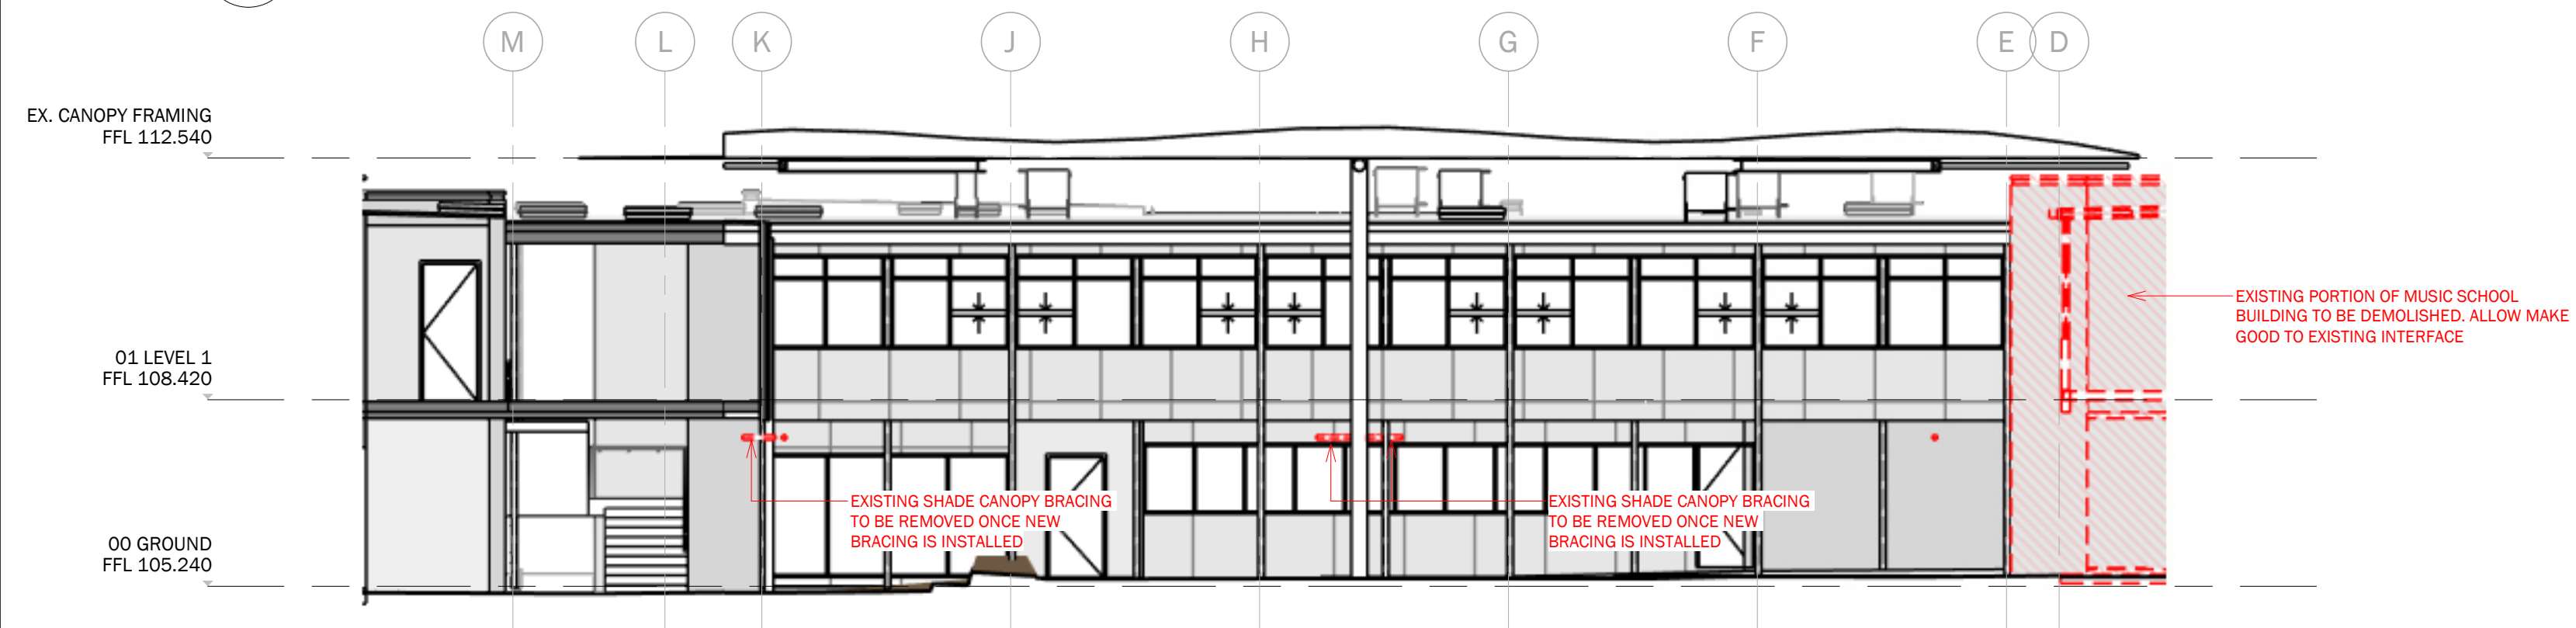 M L K J H G F E D
EX. CANOPY FRAMING
FFL 112.540
EXISTING PORTION OF MUSIC SCHOOL
BUILDING TO BE DEMOLISHED. ALLOW MAKE
GOOD TO EXISTING INTERFACE
01 LEVEL 1
FFL 108.420
EXISTING SHADE CANOPY BRACING
TO BE REMOVED ONCE NEW
BRACING IS INSTALLED
EXISTING SHADE CANOPY BRACING
TO BE REMOVED ONCE NEW
BRACING IS INSTALLED
00 GROUND
FFL 105.240